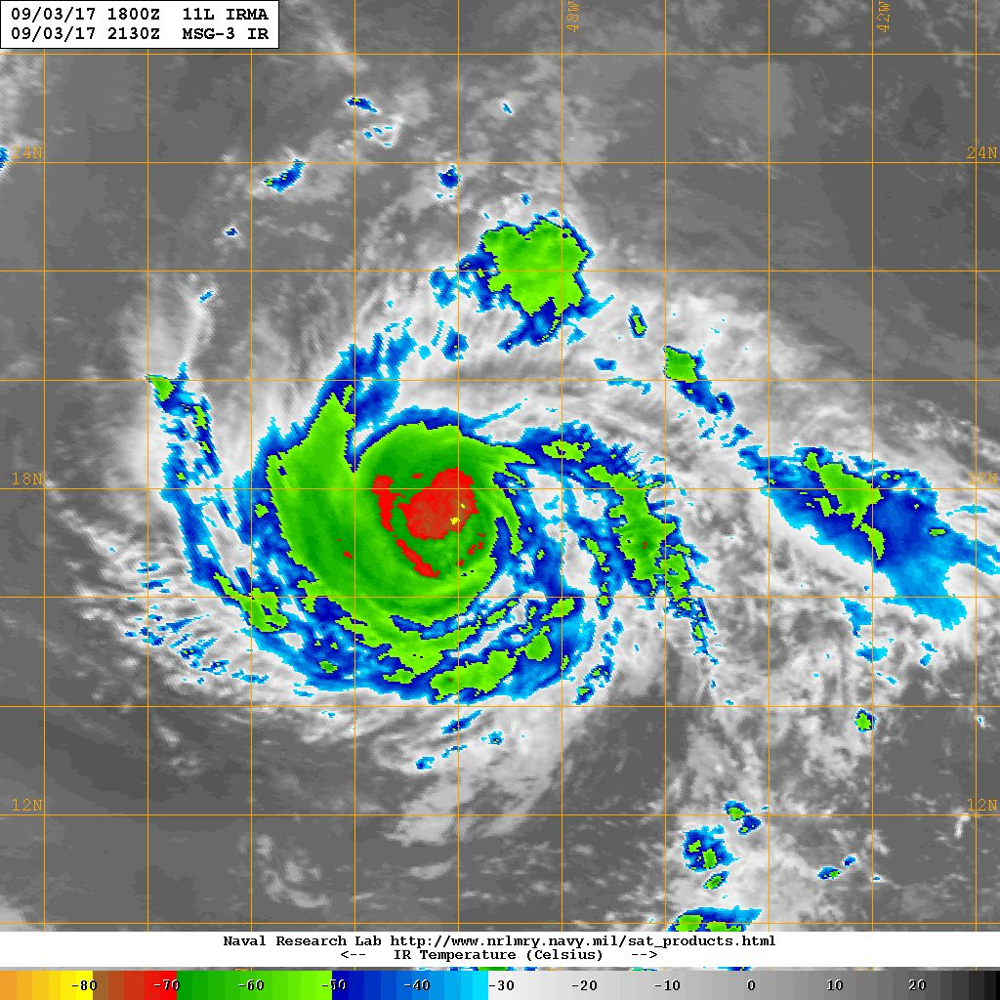 09/03/17 1800Z 11L IRMA
09/03/17 2130Z MSG-3 IR
48W
42W
24N
24N
18N
18N
12N
12N
Naval Research Lab http://www.nrlmry.navy.mil/sat_products.html
<-- IR Temperature (Celsius) -->
-80 -70 -60 -50 -40 -30 -20 -10 0 10 20